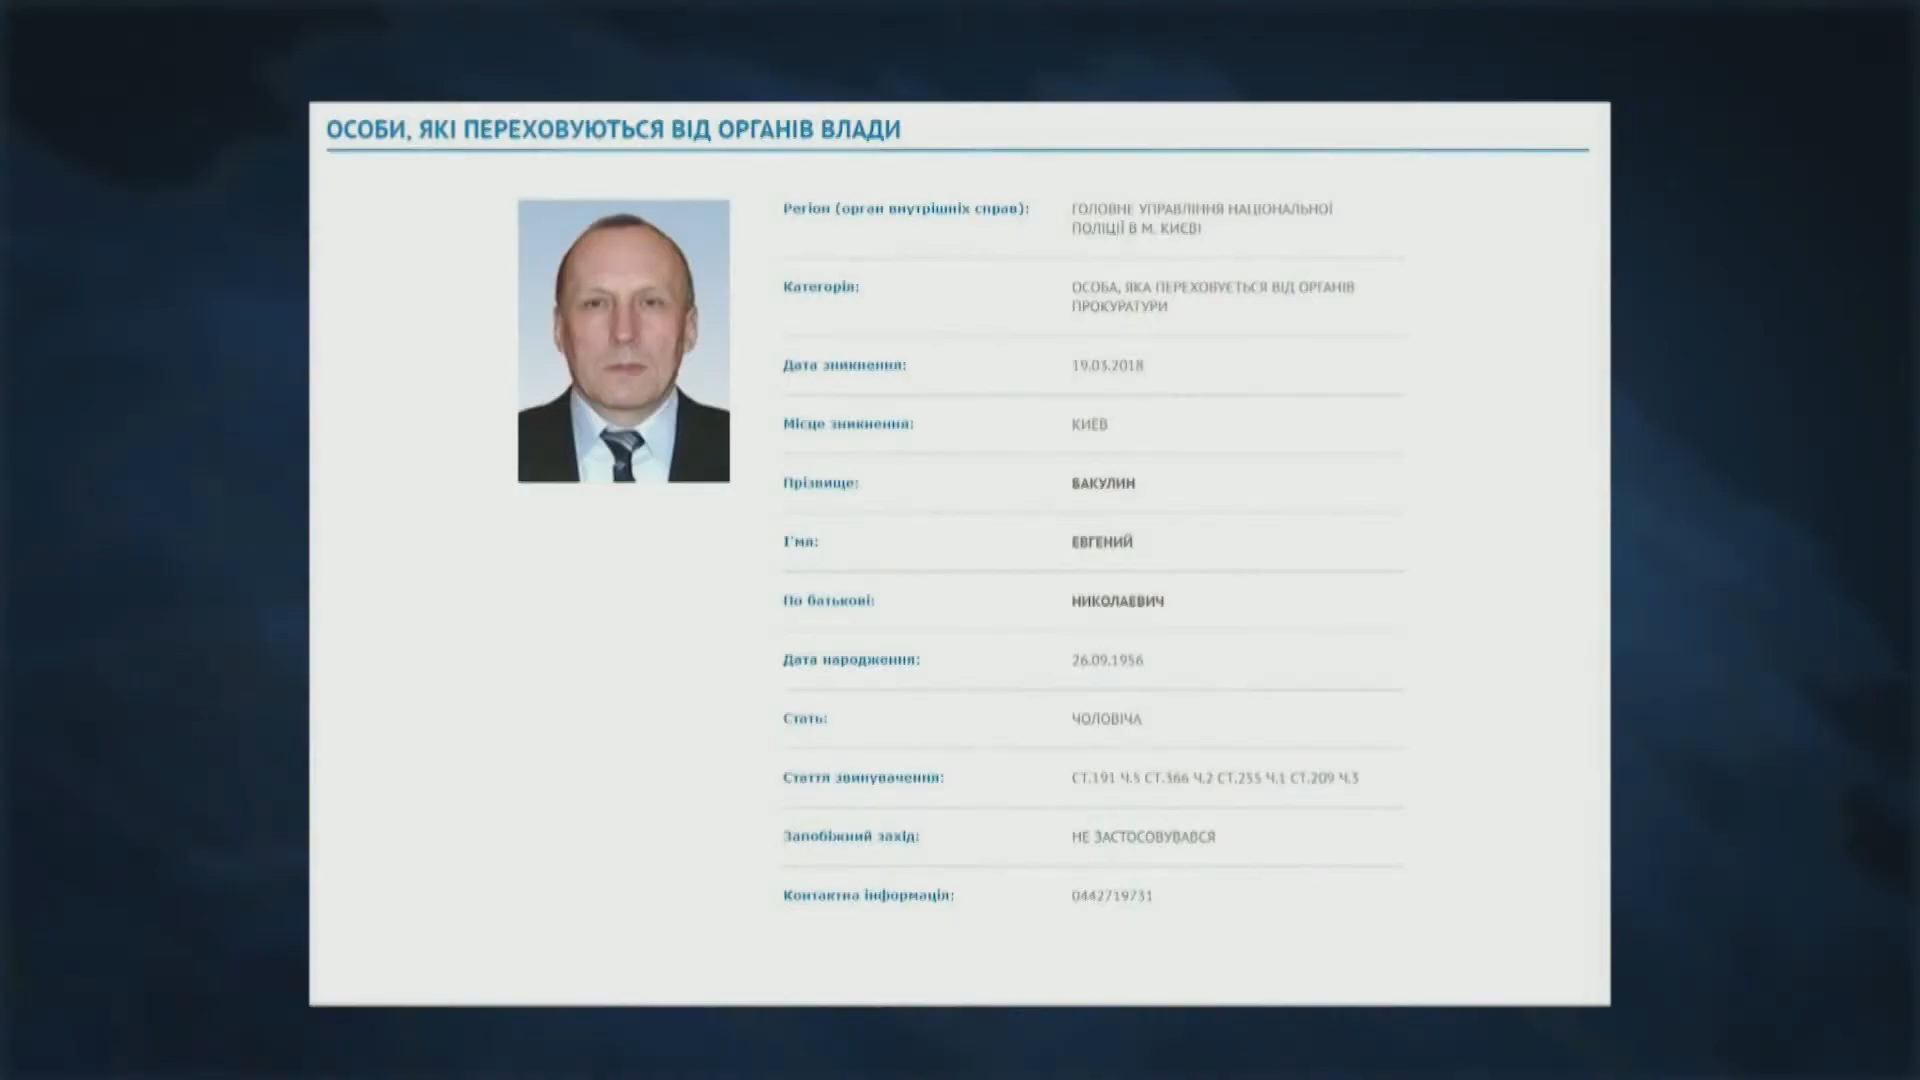 ОСОБИ, ЯКІ ПЕРЕХОВУЮТЬСЯ ВІД ОРГАНІВ ВЛАДИ
Регіон (орган внутрішніх справ): ГОЛОВНЕ УПРАВЛІННЯ НАЦІОНАЛЬНОЇ
ПОЛІЦІЇ В М. КИЄВІ
Категорія: ОСОБА, ЯКА ПЕРЕХОВУЄТЬСЯ ВІД ОРГАНІВ
ПРОКУРАТУРИ
Дата зникнення: 19.03.2018
Місце зникнення: КИЕВ
Прізвище: БАКУЛИН
І'мя: ЕВГЕНИЙ
По батькові: НИКОЛАЕВИЧ
Дата народження: 26.09.1956
Стать: ЧОЛОВІЧА
Стаття звинувачення: СТ.191 Ч.5 СТ.366 Ч.2 СТ.255 Ч.1 СТ.209 Ч.3
Запобіжний захід: НЕ ЗАСТОСОВУВАВСЯ
Контактна інформація: 0442719731